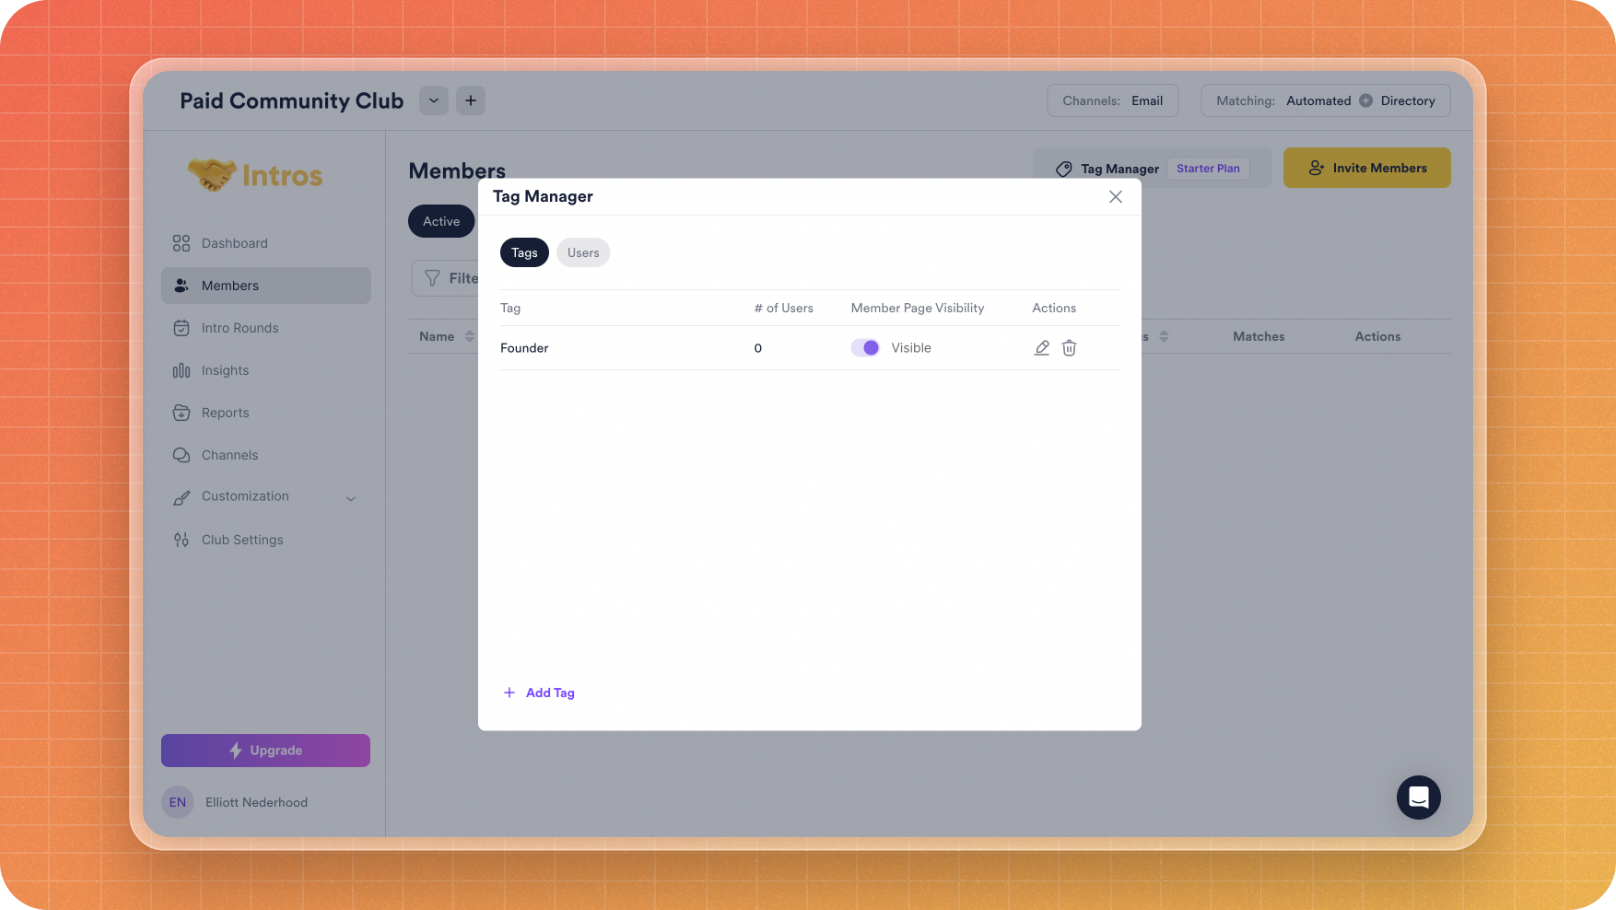 Paid Community Club
Channels: Email
Matching: Automated Directory
Intros
Members
Tag Manager Starter Plan
Invite Members
Active
Dashboard
Members
Intro Rounds
Insights
Reports
Channels
Customization
Club Settings
Name
Matches
Actions
Tag Manager
Tags
Users
Tag
# of Users
Member Page Visibility
Actions
Founder
0
Visible
Add Tag
Upgrade
EN
Elliott Nederhood